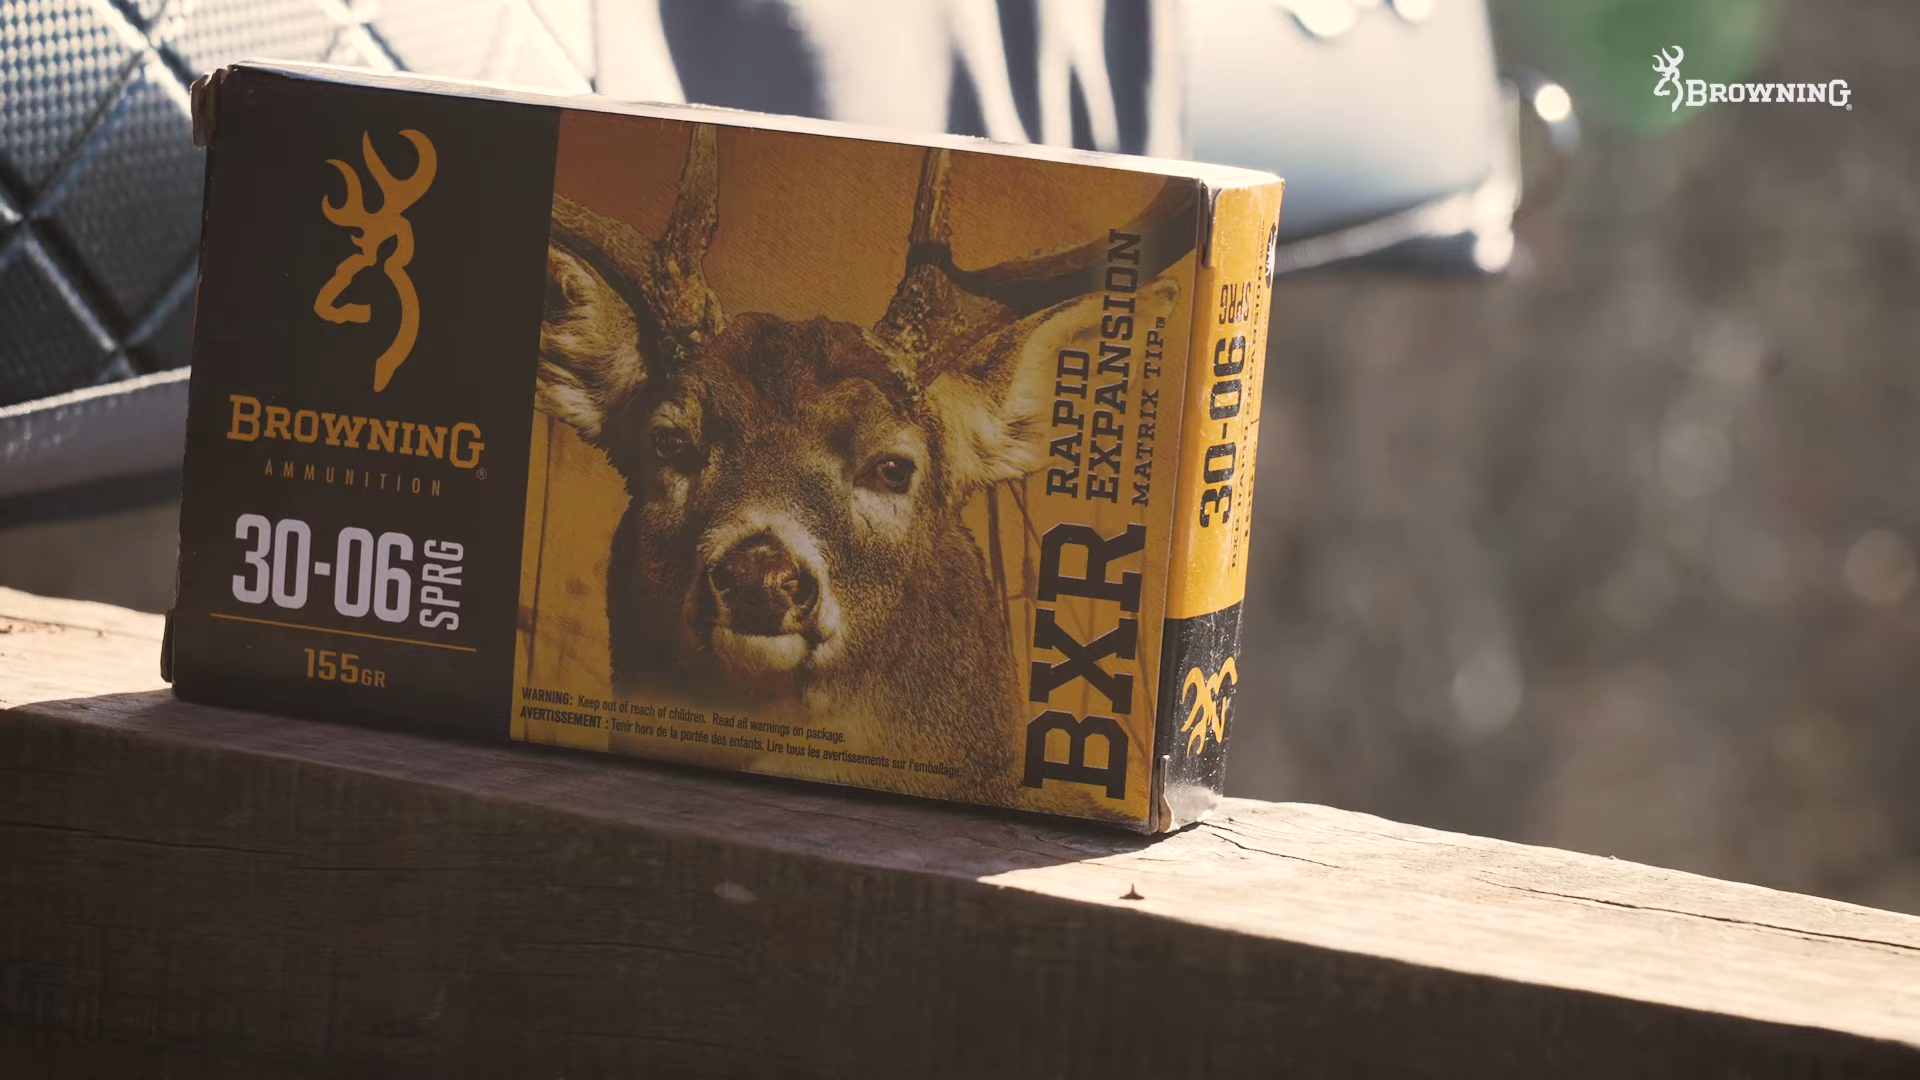 BROWNING
BROWNING
AMMUNITION
30-06 SPRG
155GR
WARNING: Keep out of reach of children. Read all warnings on package.
AVERTISSEMENT : Tenir hors de la portée des enfants. Lire tous les avertissements sur l'emballage.
BXR RAPID
EXPANSION
MATRIX TIP™
30-06 SPRG